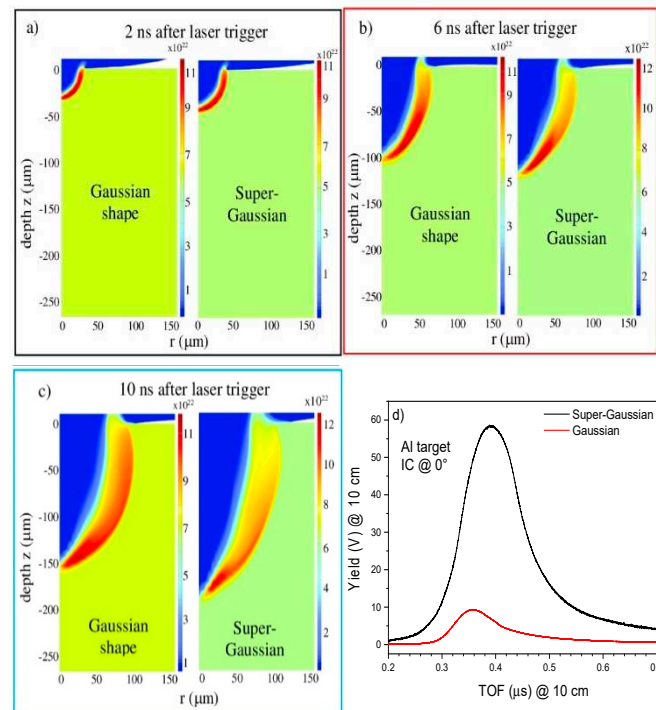 a) 2 ns after laser trigger
x10²²
x10²²
0
-50
-100
-150
-200
-250
depth z (µm)
Gaussian shape
11
9
7
5
3
1
Super-Gaussian
11
9
7
5
3
1
0 50 100 150
0 50 100 150
r (µm)
b) 6 ns after laser trigger
x10²²
x10²²
0
-50
-100
-150
-200
-250
depth z (µm)
Gaussian shape
11
9
7
5
3
1
Super-Gaussian
12
10
8
6
4
2
0 50 100 150
0 50 100 150
r (µm)
c) 10 ns after laser trigger
x10²²
x10²²
0
-50
-100
-150
-200
-250
depth z (µm)
Gaussian shape
11
9
7
5
3
1
Super-Gaussian
12
10
8
6
4
2
0 50 100 150
0 50 100 150
r (µm)
d)
Super-Gaussian
Gaussian
Al target
IC @ 0°
Yield (V) @ 10 cm
60
50
40
30
20
10
0
0.2 0.3 0.4 0.5 0.6 0.7
TOF (µs) @ 10 cm